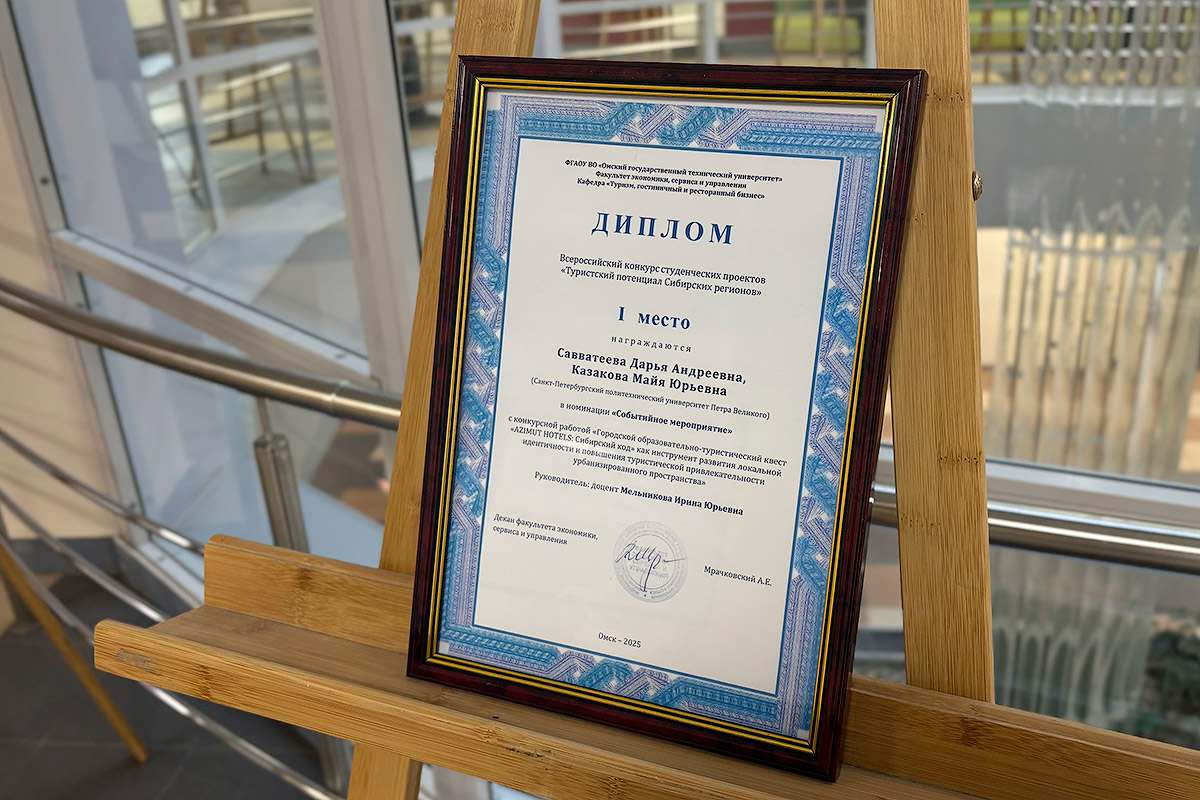 ФГАОУ ВО «Омский государственный технический университет»
Факультет экономики, сервиса и управления
Кафедра «Туризм, гостиничный и ресторанный бизнес»
ДИПЛОМ
Всероссийский конкурс студенческих проектов
«Туристский потенциал Сибирских регионов»
I место
награждаются
Савватеева Дарья Андреевна,
Казакова Майя Юрьевна
(Санкт-Петербургский политехнический университет Петра Великого)
в номинации «Событийное мероприятие»
с конкурсной работой «Городской образовательно-туристический квест
«AZIMUT HOTELS: Сибирский код» как инструмент развития локальной
идентичности и повышения туристической привлекательности
урбанизированного пространства»
Руководитель: доцент Мельникова Ирина Юрьевна
Декан факультета экономики,
сервиса и управления
Мрачковский А.Е.
Омск – 2025